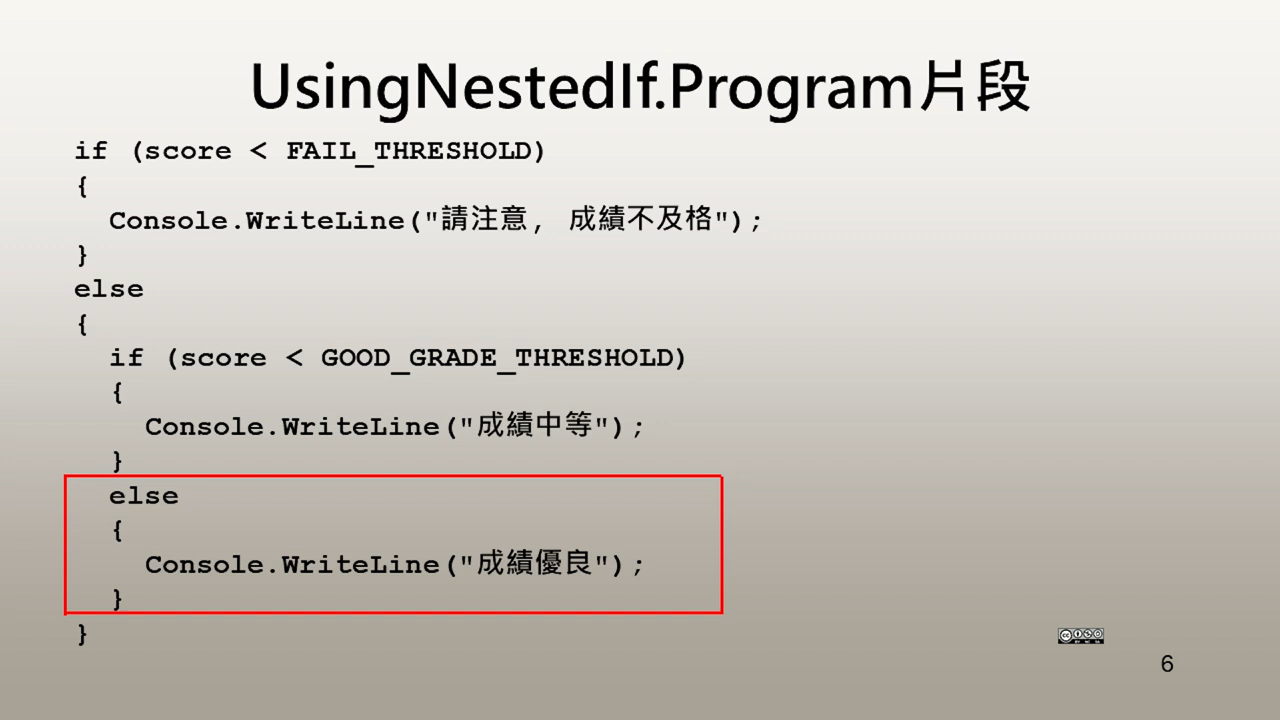 UsingNestedIf.Program片段
if (score < FAIL_THRESHOLD)
{
Console.WriteLine("請注意, 成績不及格");
}
else
{
if (score < GOOD_GRADE_THRESHOLD)
{
Console.WriteLine("成績中等");
}
else
{
Console.WriteLine("成績優良");
}
}
6